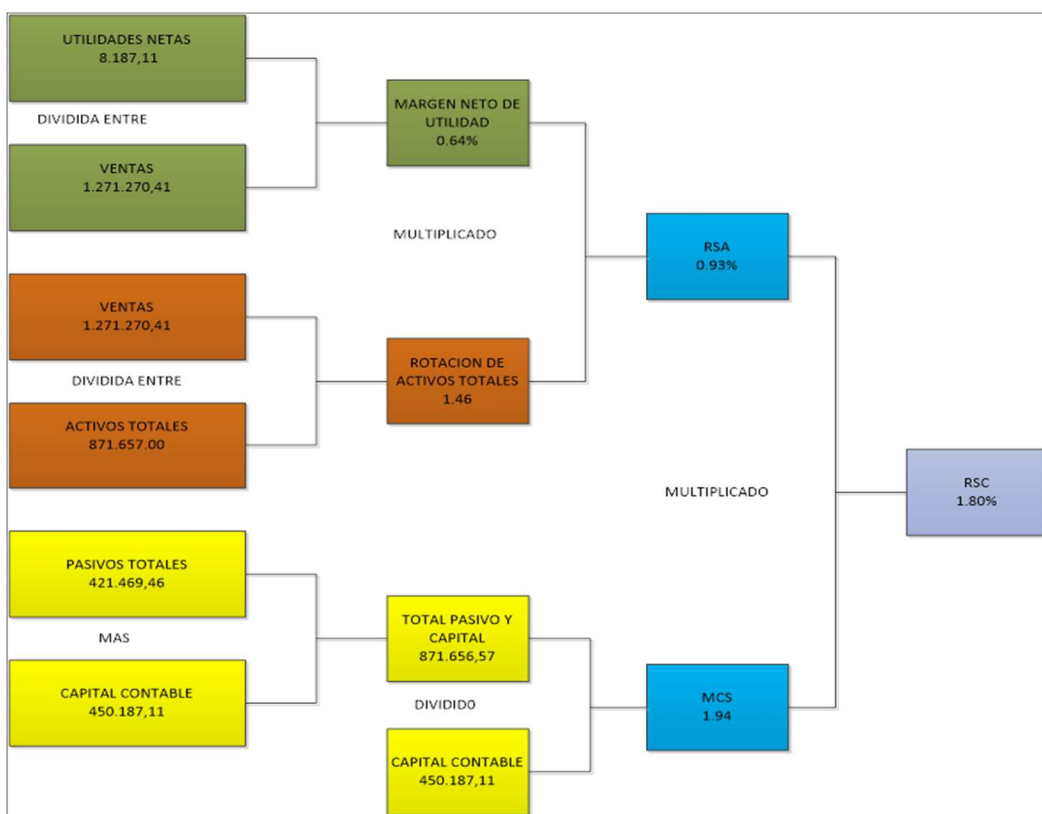 UTILIDADES NETAS
8.187,11
DIVIDIDA ENTRE
VENTAS
1.271.270,41
MARGEN NETO DE
UTILIDAD
0.64%
MULTIPLICADO
VENTAS
1.271.270,41
DIVIDIDA ENTRE
ACTIVOS TOTALES
871.657.00
ROTACION DE
ACTIVOS TOTALES
1.46
RSA
0.93%
MULTIPLICADO
RSC
1.80%
PASIVOS TOTALES
421.469,46
MAS
CAPITAL CONTABLE
450.187,11
TOTAL PASIVO Y
CAPITAL
871.656,57
DIVIDID0
CAPITAL CONTABLE
450.187,11
MCS
1.94